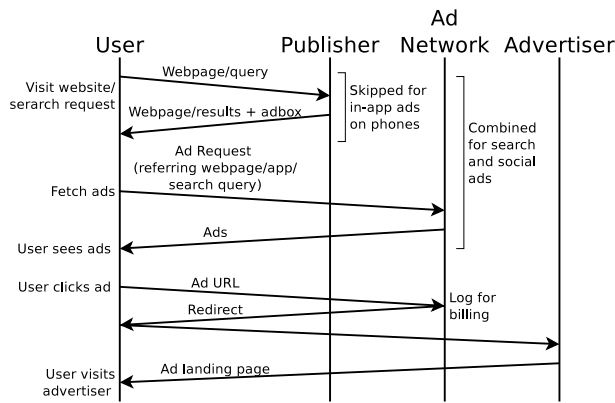 User
Publisher
Ad
Network
Advertiser
Visit website/
serarch request
Webpage/query
Webpage/results + adbox
Skipped for
in-app ads
on phones
Combined
for search
and social
ads
Ad Request
(referring webpage/app/
search query)
Fetch ads
Ads
User sees ads
User clicks ad
Ad URL
Redirect
Log for
billing
Ad landing page
User visits
advertiser